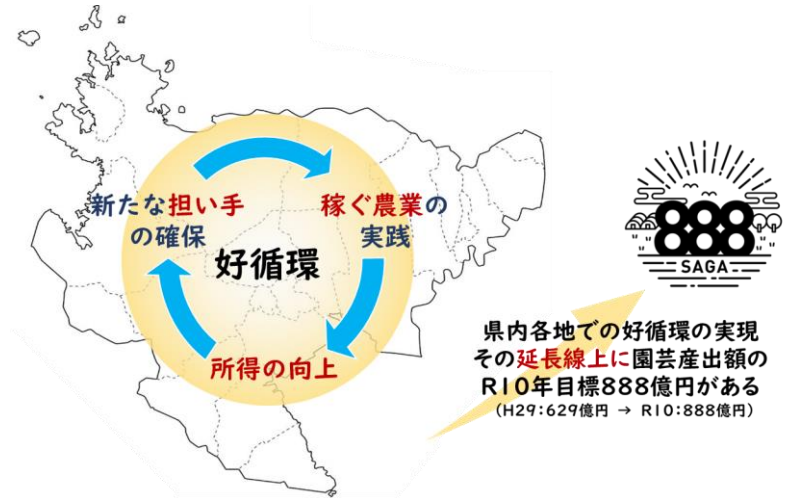 新たな担い手
の確保
稼ぐ農業の
実践
好循環
所得の向上
888
SAGA
県内各地での好循環の実現
その延長線上に園芸産出額の
R10年目標888億円がある
(H29:629億円 → R10:888億円)